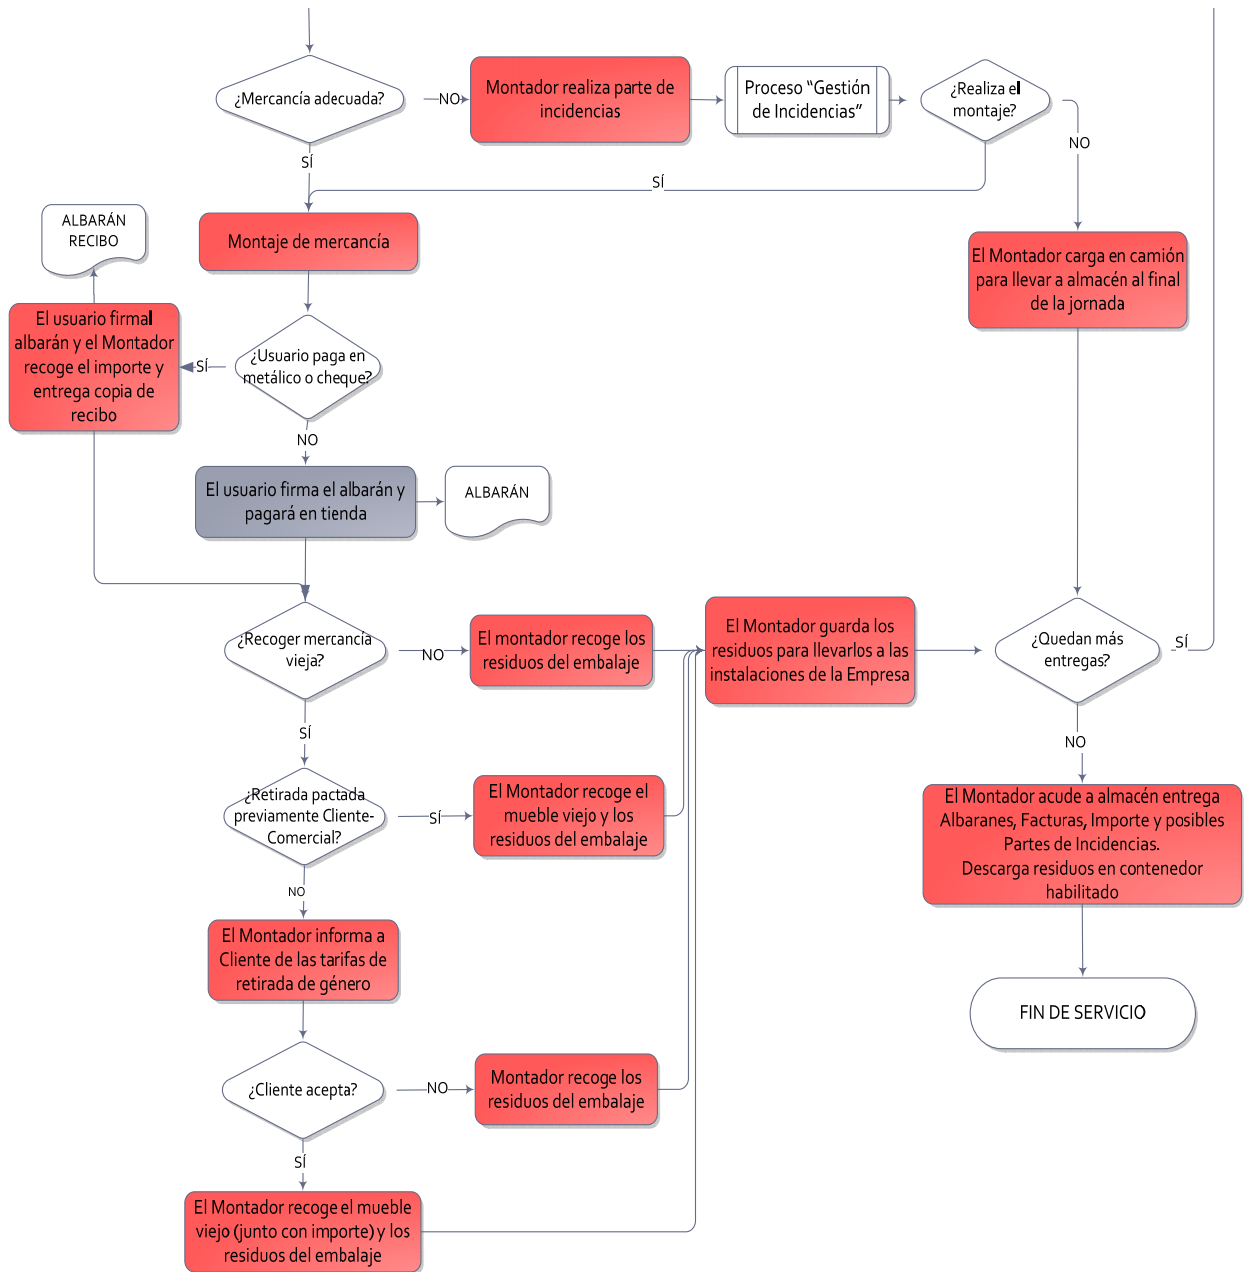 ¿Mercancía adecuada?
NO
Montador realiza parte de
incidencias
Proceso “Gestión
de Incidencias”
¿Realiza el
montaje?
NO
SÍ
SÍ
ALBARÁN
RECIBO
Montaje de mercancía
El Montador carga en camión
para llevar a almacén al final
de la jornada
El usuario firmal
albarán y el Montador
recoge el importe y
entrega copia de
recibo
SÍ
¿Usuario paga en
metálico o cheque?
NO
El usuario firma el albarán y
pagará en tienda
ALBARÁN
¿Recoger mercancía
vieja?
NO
El montador recoge los
residuos del embalaje
El Montador guarda los
residuos para llevarlos a las
instalaciones de la Empresa
¿Quedan más
entregas?
SÍ
SÍ
NO
¿Retirada pactada
previamente Cliente-
Comercial?
SÍ
El Montador recoge el
mueble viejo y los
residuos del embalaje
El Montador acude a almacén entrega
Albaranes, Facturas, Importe y posibles
Partes de Incidencias.
Descarga residuos en contenedor
habilitado
NO
El Montador informa a
Cliente de las tarifas de
retirada de género
FIN DE SERVICIO
¿Cliente acepta?
NO
Montador recoge los
residuos del embalaje
SÍ
El Montador recoge el mueble
viejo (junto con importe) y los
residuos del embalaje